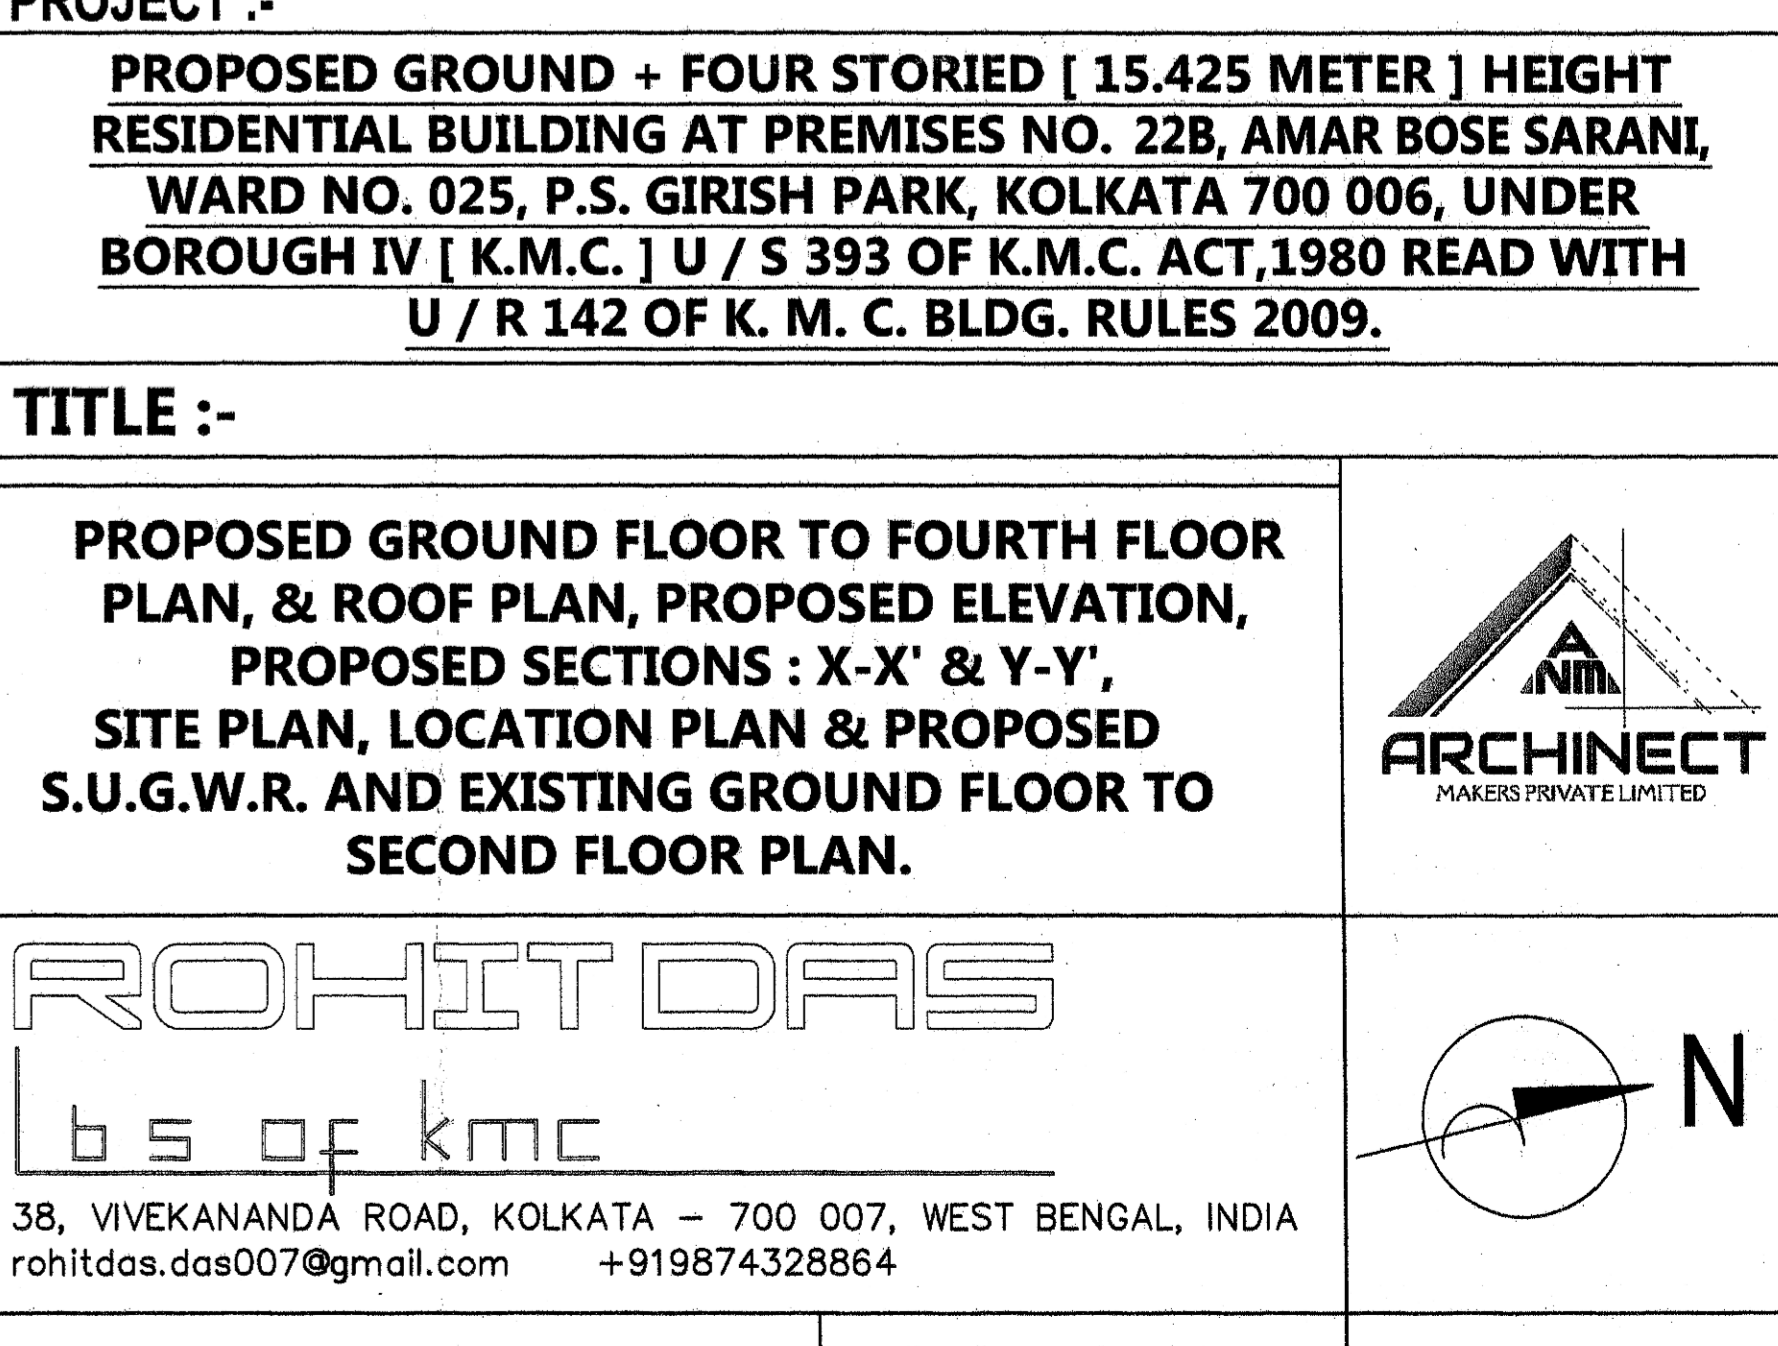 PROJECT :-
PROPOSED GROUND + FOUR STORIED [ 15.425 METER ] HEIGHT
RESIDENTIAL BUILDING AT PREMISES NO. 22B, AMAR BOSE SARANI,
WARD NO. 025, P.S. GIRISH PARK, KOLKATA 700 006, UNDER
BOROUGH IV [ K.M.C. ] U / S 393 OF K.M.C. ACT,1980 READ WITH
U / R 142 OF K. M. C. BLDG. RULES 2009.
TITLE :-
PROPOSED GROUND FLOOR TO FOURTH FLOOR
PLAN, & ROOF PLAN, PROPOSED ELEVATION,
PROPOSED SECTIONS : X-X' & Y-Y',
SITE PLAN, LOCATION PLAN & PROPOSED
S.U.G.W.R. AND EXISTING GROUND FLOOR TO
SECOND FLOOR PLAN.
A
NM
ARCHINECT
MAKERS PRIVATE LIMITED
ROHIT DAS
lbs of kmc
38, VIVEKANANDA ROAD, KOLKATA – 700 007, WEST BENGAL, INDIA
rohitdas.das007@gmail.com +919874328864
N